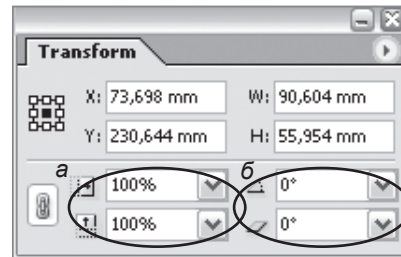 Transform
X: 73,698 mm W: 90,604 mm
Y: 230,644 mm H: 55,954 mm
а 100% б 0°
100% 0°